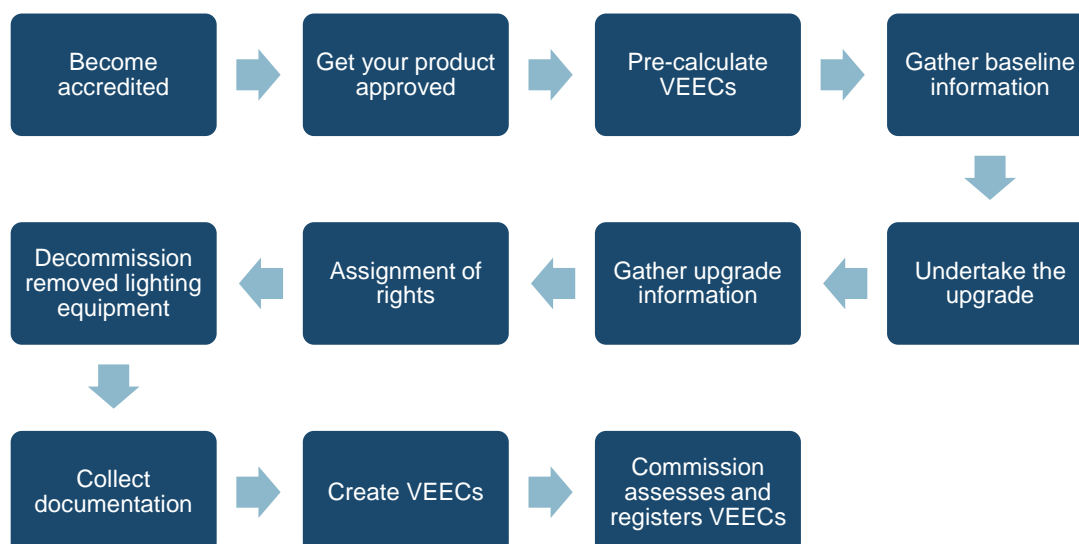 Become
accredited
Get your product
approved
Pre-calculate
VEECs
Gather baseline
information
Undertake the
upgrade
Gather upgrade
information
Assignment of
rights
Decommission
removed lighting
equipment
Collect
documentation
Create VEECs
Commission
assesses and
registers VEECs